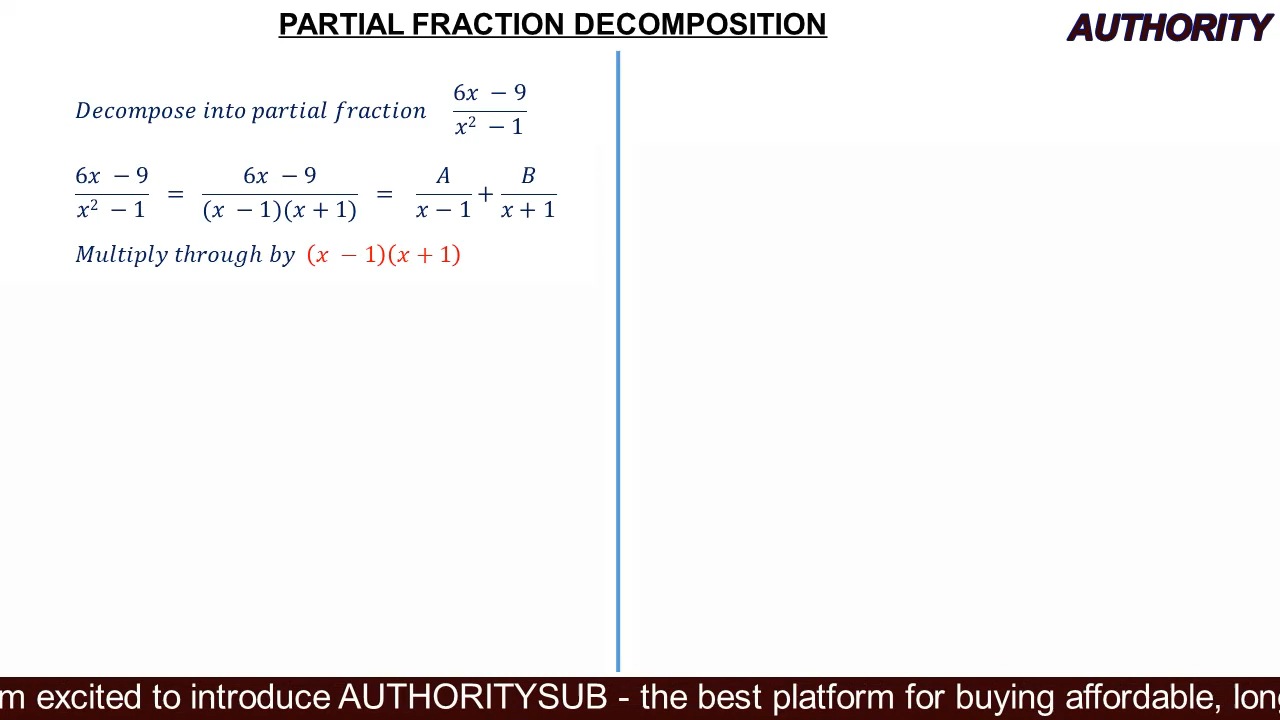 PARTIAL FRACTION DECOMPOSITION
AUTHORITY
Decompose into partial fraction (6x − 9)/(x² − 1)
(6x − 9)/(x² − 1) = (6x − 9)/((x − 1)(x + 1)) = A/(x − 1) + B/(x + 1)
Multiply through by (x − 1)(x + 1)
m excited to introduce AUTHORITYSUB - the best platform for buying affordable, lon